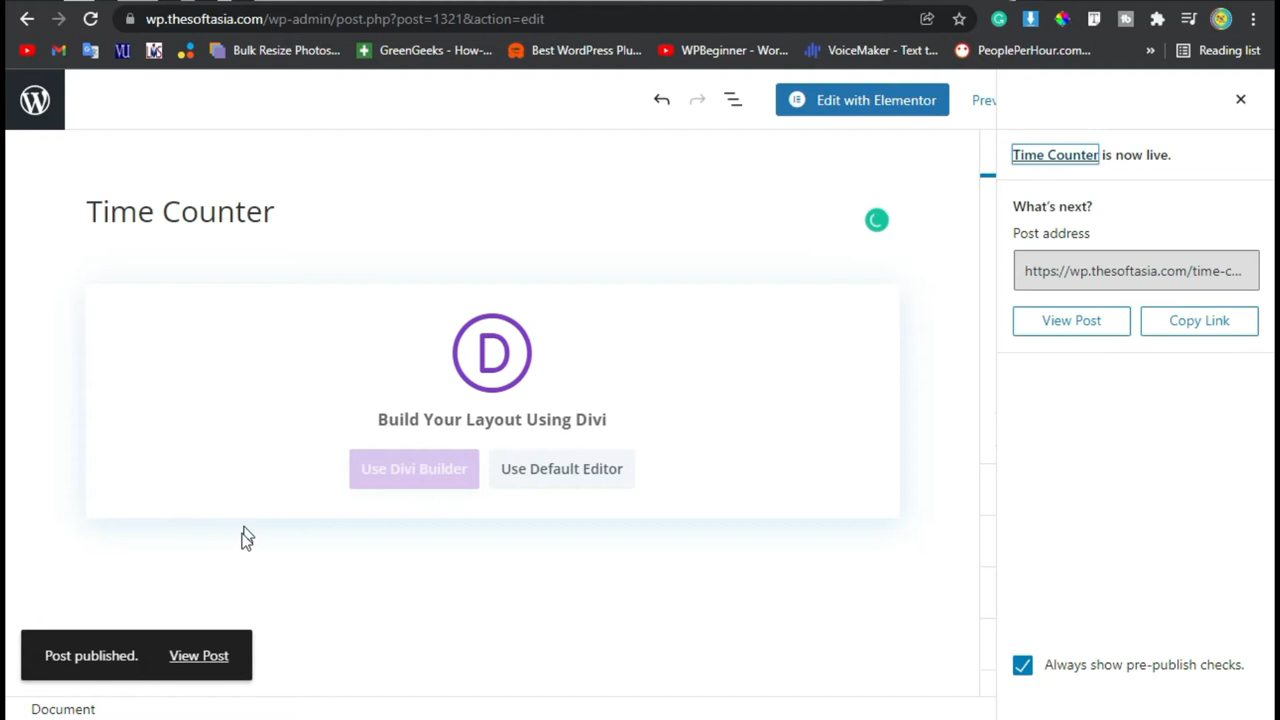 wp.thesoftasia.com/wp-admin/post.php?post=1321&action=edit
Bulk Resize Photos...
GreenGeeks - How-...
Best WordPress Plu...
WPBeginner - Wor...
VoiceMaker - Text t...
PeoplePerHour.com...
»
Reading list
Edit with Elementor
Prev
Time Counter is now live.
Time Counter
What's next?
Post address
https://wp.thesoftasia.com/time-c...
View Post
Copy Link
D
Build Your Layout Using Divi
Use Divi Builder
Use Default Editor
Post published.
View Post
Always show pre-publish checks.
Document